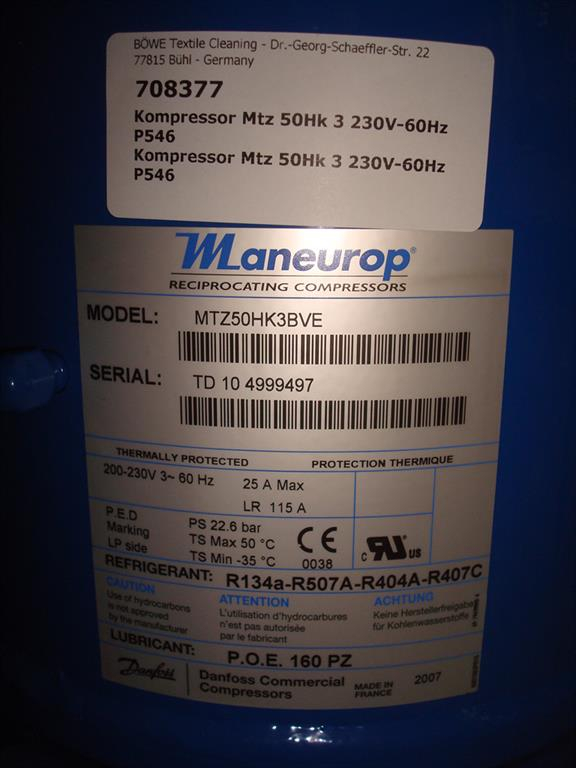 BÖWE Textile Cleaning - Dr.-Georg-Schaeffler-Str. 22
77815 Bühl - Germany
708377
Kompressor Mtz 50Hk 3 230V-60Hz
P546
Kompressor Mtz 50Hk 3 230V-60Hz
P546
Maneurop®
RECIPROCATING COMPRESSORS
MODEL: MTZ50HK3BVE
SERIAL: TD 10 4999497
THERMALLY PROTECTED PROTECTION THERMIQUE
200-230V 3~ 60 Hz 25 A Max
LR 115 A
P.E.D
Marking
LP side
PS 22.6 bar
TS Max 50 °C
TS Min -35 °C
CE
0038
c RU us
REFRIGERANT: R134a-R507A-R404A-R407C
CAUTION
Use of hydrocarbons
is not approved
by the manufacturer
ATTENTION
L'utilisation d'hydrocarbures
n'est pas autorisée
par le fabricant
ACHTUNG
Keine Herstellerfreigabe
für Kohlenwasserstoffe
LUBRICANT: P.O.E. 160 PZ
Danfoss
Danfoss Commercial
Compressors
MADE IN
FRANCE
2007